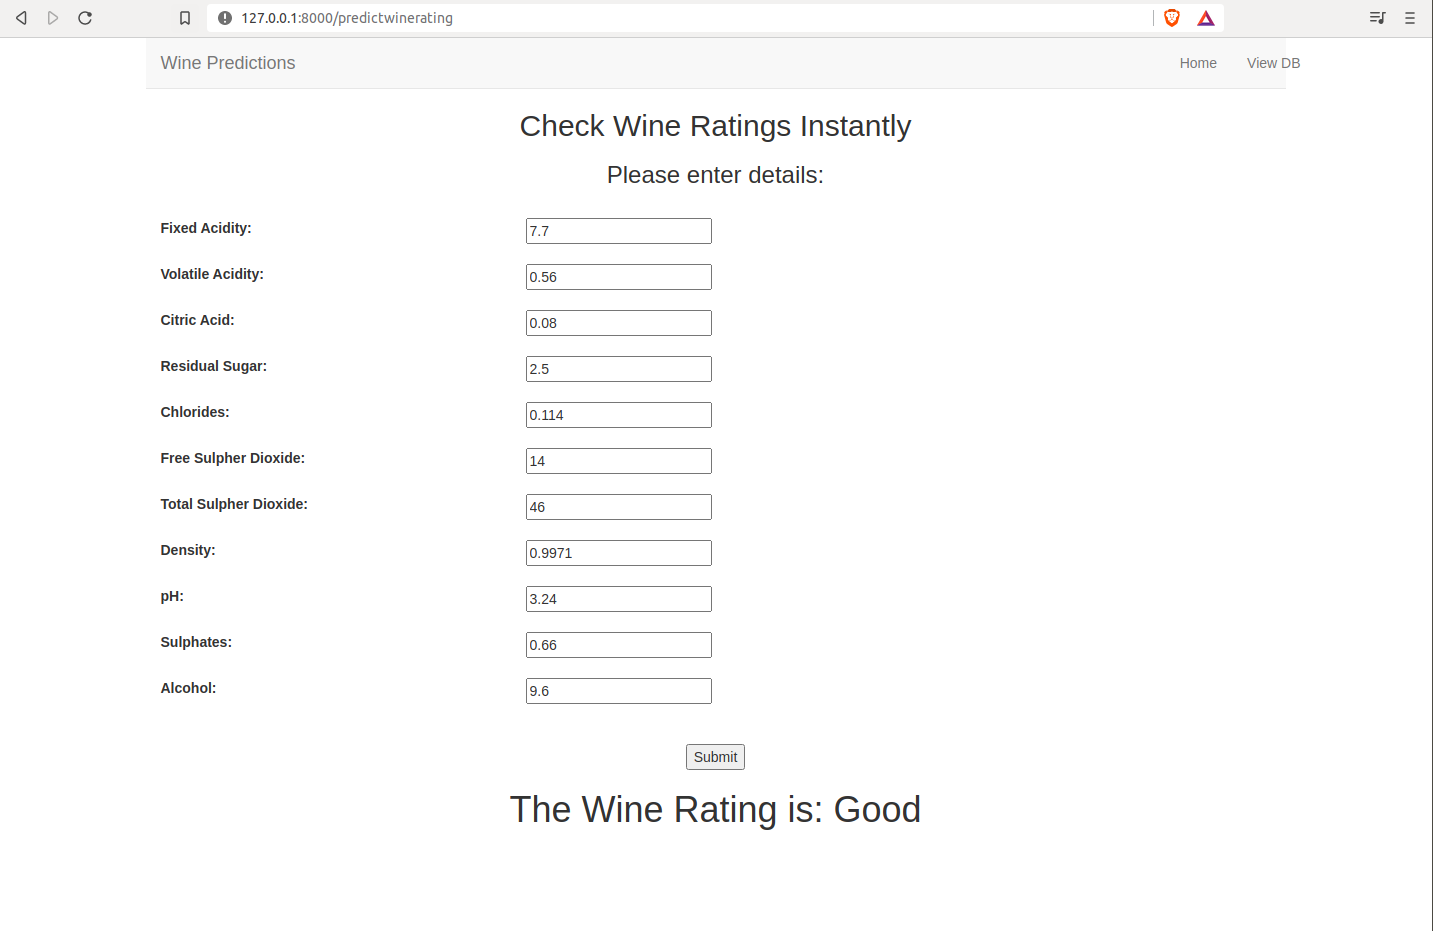 127.0.0.1:8000/predictwinerating
Wine Predictions Home View DB
Check Wine Ratings Instantly
Please enter details:
Fixed Acidity: 7.7
Volatile Acidity: 0.56
Citric Acid: 0.08
Residual Sugar: 2.5
Chlorides: 0.114
Free Sulpher Dioxide: 14
Total Sulpher Dioxide: 46
Density: 0.9971
pH: 3.24
Sulphates: 0.66
Alcohol: 9.6
Submit
The Wine Rating is: Good